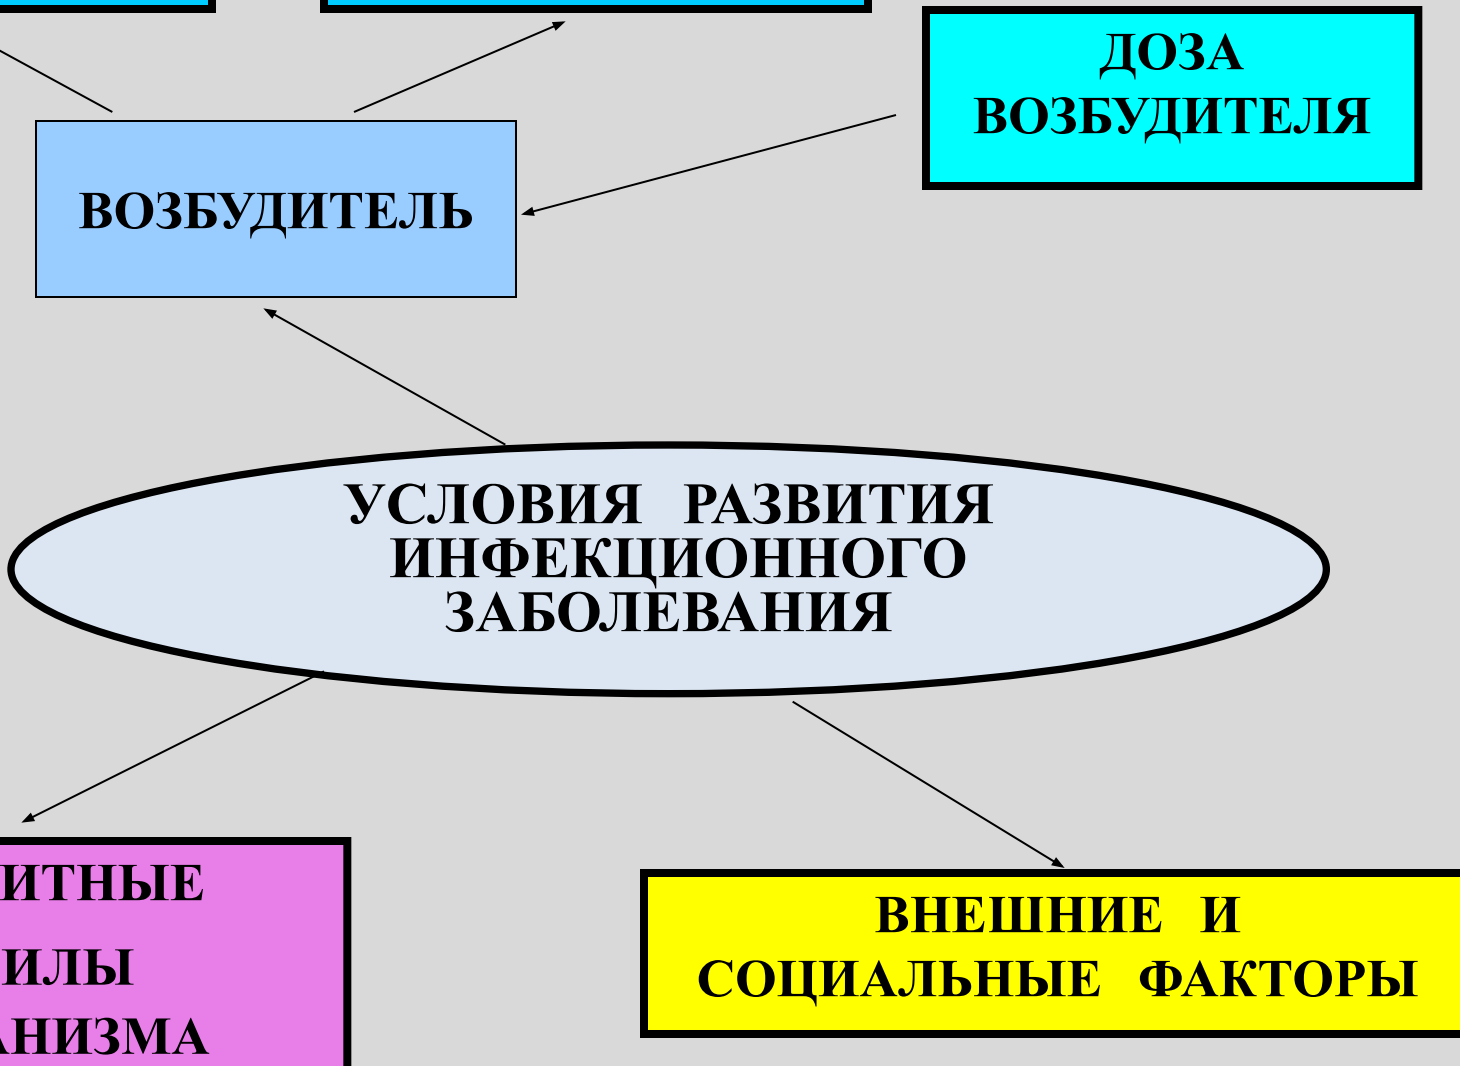 ДОЗА
ВОЗБУДИТЕЛЯ
ВОЗБУДИТЕЛЬ
УСЛОВИЯ РАЗВИТИЯ
ИНФЕКЦИОННОГО
ЗАБОЛЕВАНИЯ
ИТНЫЕ
ИЛЫ
АНИЗМА
ВНЕШНИЕ И
СОЦИАЛЬНЫЕ ФАКТОРЫ